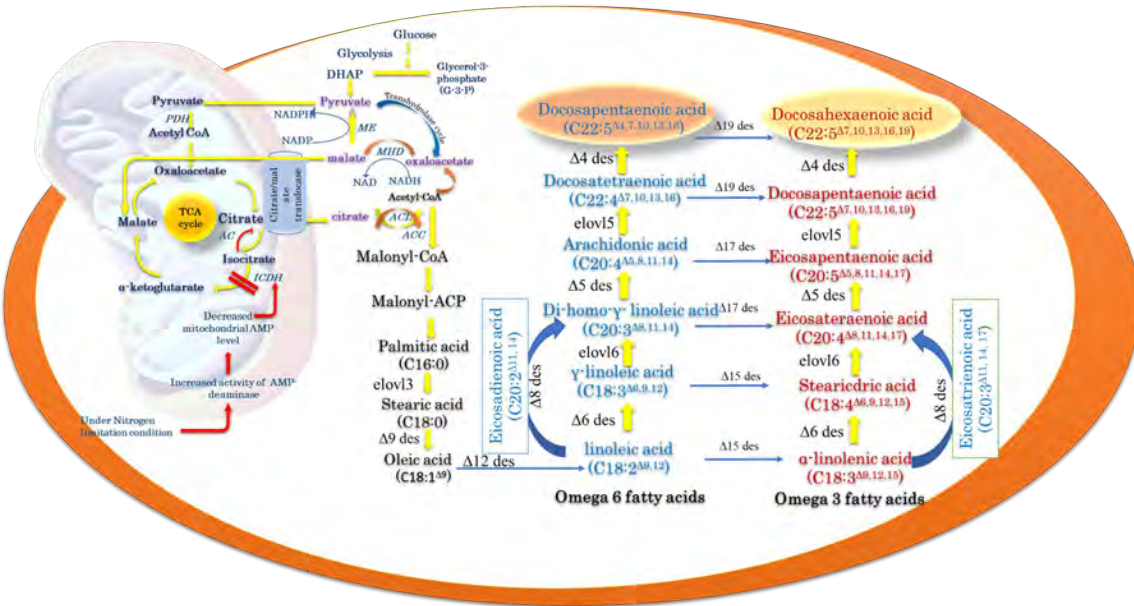 Glucose
Glycolysis
DHAP
Glycerol-3-
phosphate
(G-3-P)
Pyruvate
PDH
Acetyl CoA
Oxaloacetate
Malate
TCA
cycle
Citrate
AC
Isocitrate
ICDH
α-ketoglutarate
Decreased
mitochondrial AMP
level
Increased activity of AMP-
deaminase
Under Nitrogen
limitation condition
Citrate/mal
ate
translocase
NADPH
Pyruvate
Transhydrase cycle
NADP
ME
malate
MHD
oxaloacetate
NAD
NADH
Acetyl-CoA
citrate
ACL
ACC
Malonyl-CoA
Malonyl-ACP
Palmitic acid
(C16:0)
elovl3
Stearic acid
(C18:0)
Δ9 des
Oleic acid
(C18:1Δ9)
Δ12 des
Eicosadienoic acid
(C20:2Δ11, 14)
Δ8 des
Docosapentaenoic acid
(C22:5Δ4,7,10,13,16)
Δ4 des
Docosatetraenoic acid
(C22:4Δ7,10,13,16)
elovl5
Arachidonic acid
(C20:4Δ5,8,11,14)
Δ5 des
Di-homo-γ- linoleic acid
(C20:3Δ8,11,14)
elovl6
γ-linoleic acid
(C18:3Δ6,9,12)
Δ6 des
linoleic acid
(C18:2Δ9,12)
Omega 6 fatty acids
Δ19 des
Δ19 des
Δ17 des
Δ17 des
Δ15 des
Δ15 des
Docosahexaenoic acid
(C22:5Δ7,10,13,16,19)
Δ4 des
Docosapentaenoic acid
(C22:5Δ7,10,13,16,19)
elovl5
Eicosapentaenoic acid
(C20:5Δ5,8,11,14,17)
Δ5 des
Eicosateraenoic acid
(C20:4Δ8,11,14,17)
elovl6
Stearicdric acid
(C18:4Δ6,9,12,15)
Δ6 des
α-linolenic acid
(C18:3Δ9,12,15)
Omega 3 fatty acids
Δ8 des
Eicosatrienoic acid
(C20:3Δ11, 14, 17)